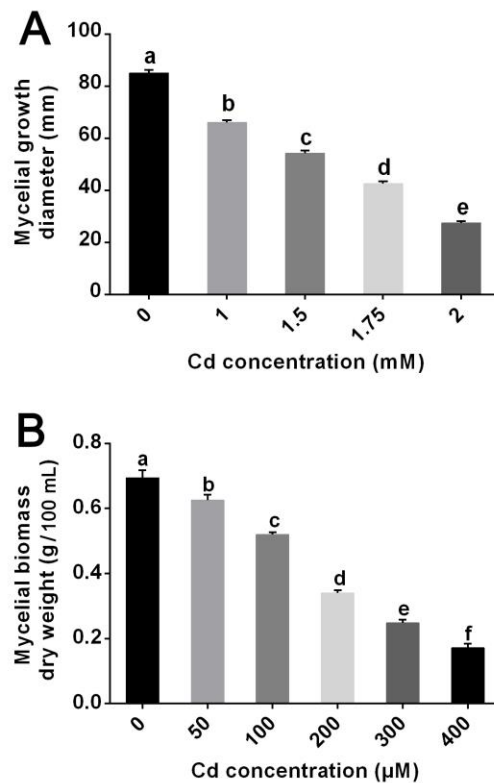 A
Mycelial growth
diameter (mm)
100
80
60
40
20
0
a
b
c
d
e
0
1
1.5
1.75
2
Cd concentration (mM)
B
Mycelial biomass
dry weight (g/100 mL)
0.8
0.6
0.4
0.2
0.0
a
b
c
d
e
f
0
50
100
200
300
400
Cd concentration (µM)